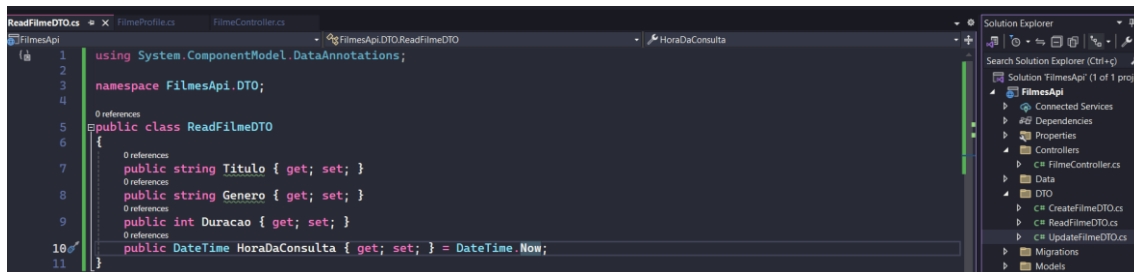 ReadFilmeDTO.cs FilmeProfile.cs FilmeController.cs
FilmesApi FilmesApi.DTO.ReadFilmeDTO HoraDaConsulta
1 using System.ComponentModel.DataAnnotations;
2
3 namespace FilmesApi.DTO;
4
0 references
5 public class ReadFilmeDTO
6 {
0 references
7 public string Titulo { get; set; }
0 references
8 public string Genero { get; set; }
0 references
9 public int Duracao { get; set; }
0 references
10 public DateTime HoraDaConsulta { get; set; } = DateTime.Now;
11 }
Solution Explorer
Search Solution Explorer (Ctrl+ç)
Solution 'FilmesApi' (1 of 1 proj
FilmesApi
Connected Services
Dependencies
Properties
Controllers
C# FilmeController.cs
Data
DTO
C# CreateFilmeDTO.cs
C# ReadFilmeDTO.cs
C# UpdateFilmeDTO.cs
Migrations
Models